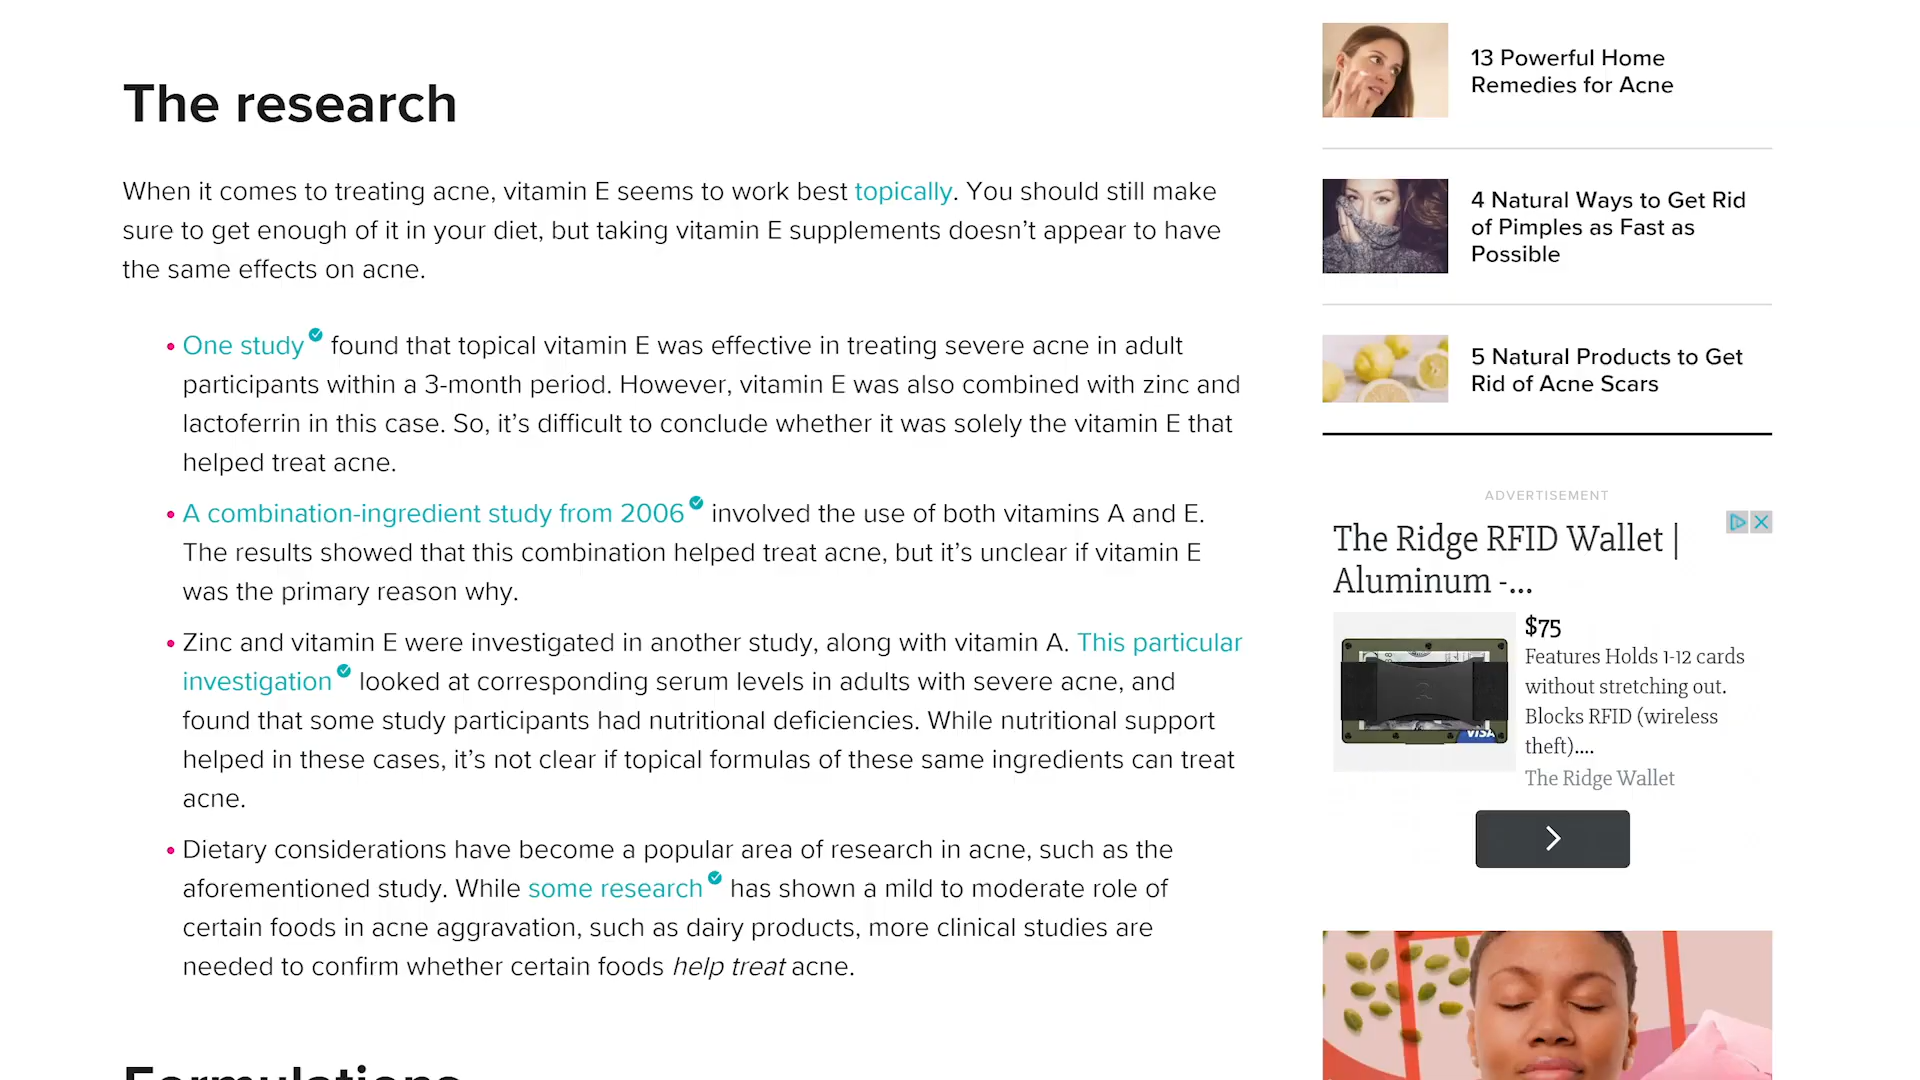 The research
When it comes to treating acne, vitamin E seems to work best topically. You should still make
sure to get enough of it in your diet, but taking vitamin E supplements doesn't appear to have
the same effects on acne.
• One study found that topical vitamin E was effective in treating severe acne in adult
participants within a 3-month period. However, vitamin E was also combined with zinc and
lactoferrin in this case. So, it's difficult to conclude whether it was solely the vitamin E that
helped treat acne.
• A combination-ingredient study from 2006 involved the use of both vitamins A and E.
The results showed that this combination helped treat acne, but it's unclear if vitamin E
was the primary reason why.
• Zinc and vitamin E were investigated in another study, along with vitamin A. This particular
investigation looked at corresponding serum levels in adults with severe acne, and
found that some study participants had nutritional deficiencies. While nutritional support
helped in these cases, it's not clear if topical formulas of these same ingredients can treat
acne.
• Dietary considerations have become a popular area of research in acne, such as the
aforementioned study. While some research has shown a mild to moderate role of
certain foods in acne aggravation, such as dairy products, more clinical studies are
needed to confirm whether certain foods help treat acne.
Formulations
13 Powerful Home
Remedies for Acne
4 Natural Ways to Get Rid
of Pimples as Fast as
Possible
5 Natural Products to Get
Rid of Acne Scars
ADVERTISEMENT
The Ridge RFID Wallet |
Aluminum -...
$75
Features Holds 1-12 cards
without stretching out.
Blocks RFID (wireless
theft)....
The Ridge Wallet
VISA